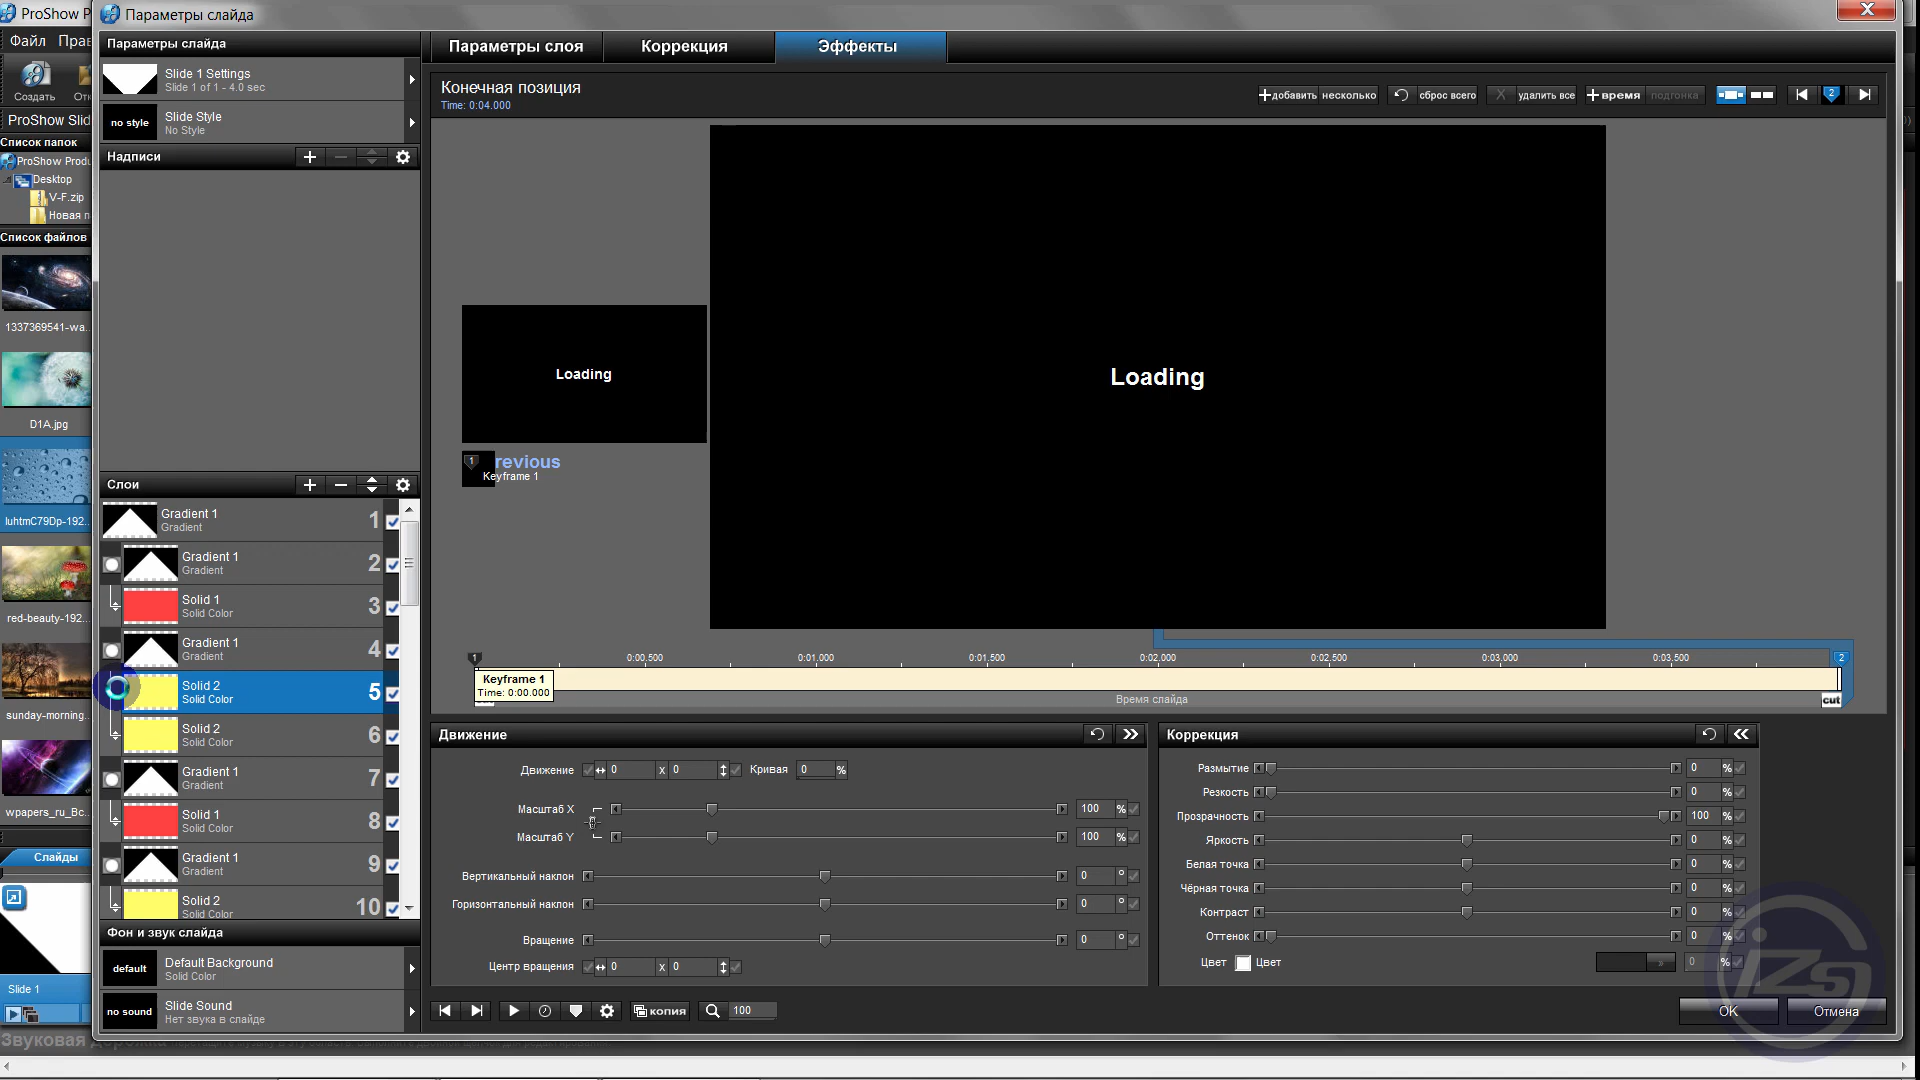 ProShow P
Параметры слайда
Файл Прав
Создать
Отк
ProShow Slid
Список папок
ProShow Produ
Desktop
V-F.zip
Новая п
Список файлов
1337369541-wa...
D1A.jpg
luhtmC79Dp-192...
red-beauty-192...
sunday-morning...
wpapers_ru_Вс...
Слайды
Slide 1
Параметры слайда
Slide 1 Settings
Slide 1 of 1 - 4.0 sec
no style
Slide Style
No Style
Надписи
Слои
Gradient 1
Gradient
1
Gradient 1
Gradient
2
Solid 1
Solid Color
3
Gradient 1
Gradient
4
Solid 2
Solid Color
5
Solid 2
Solid Color
6
Gradient 1
Gradient
7
Solid 1
Solid Color
8
Gradient 1
Gradient
9
Solid 2
Solid Color
10
Фон и звук слайда
default
Default Background
Solid Color
no sound
Slide Sound
Нет звука в слайде
Параметры слоя
Коррекция
Эффекты
Конечная позиция
Time: 0:04.000
добавить несколько
сброс всего
X удалить все
время
подгонка
2
Loading
Loading
1
revious
Keyframe 1
1 0:00.500 0:01.000 0:01.500 0:02.000 0:02.500 0:03.000 0:03.500 2
Keyframe 1
Time: 0:00.000
Время слайда
cut
Движение
Движение 0 x 0 Кривая 0 %
Масштаб X 100 %
Масштаб Y 100 %
Вертикальный наклон 0 °
Горизонтальный наклон 0 °
Вращение 0 °
Центр вращения 0 x 0
копия
100
Коррекция
Размытие 0 %
Резкость 0 %
Прозрачность 100 %
Яркость 0 %
Белая точка 0 %
Чёрная точка 0 %
Контраст 0 %
Оттенок 0 %
Цвет Цвет 0 %
OK
Отмена
Звуковая дорожка